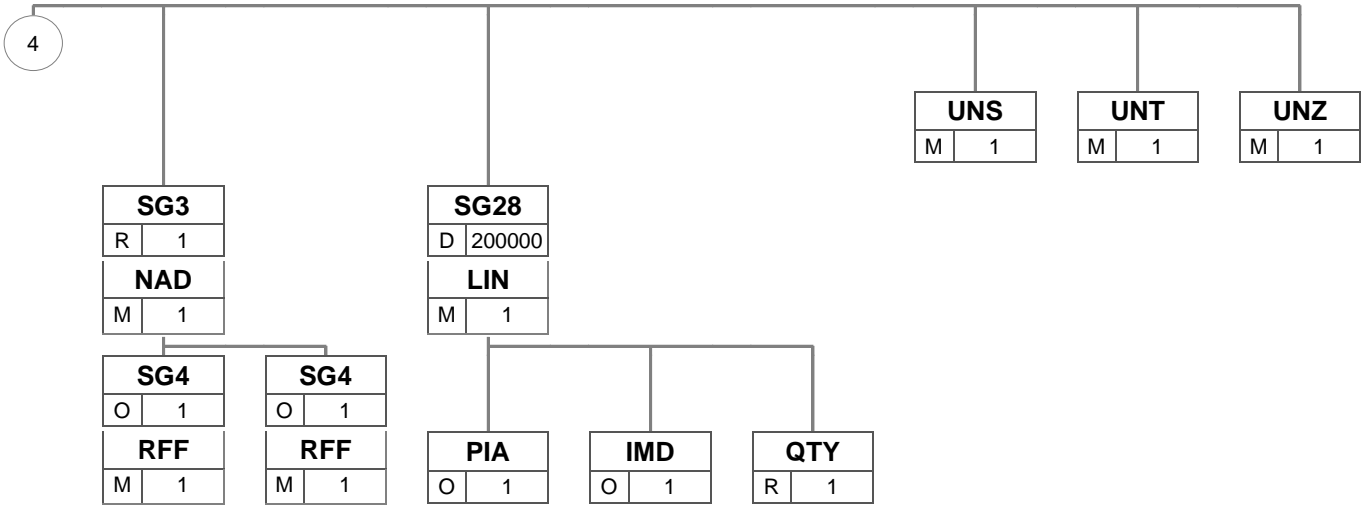 4
UNS UNT UNZ
M 1 M 1 M 1
SG3 SG28
R 1 D 200000
NAD LIN
M 1 M 1
SG4 SG4
O 1 O 1
RFF RFF PIA IMD QTY
M 1 M 1 O 1 O 1 R 1